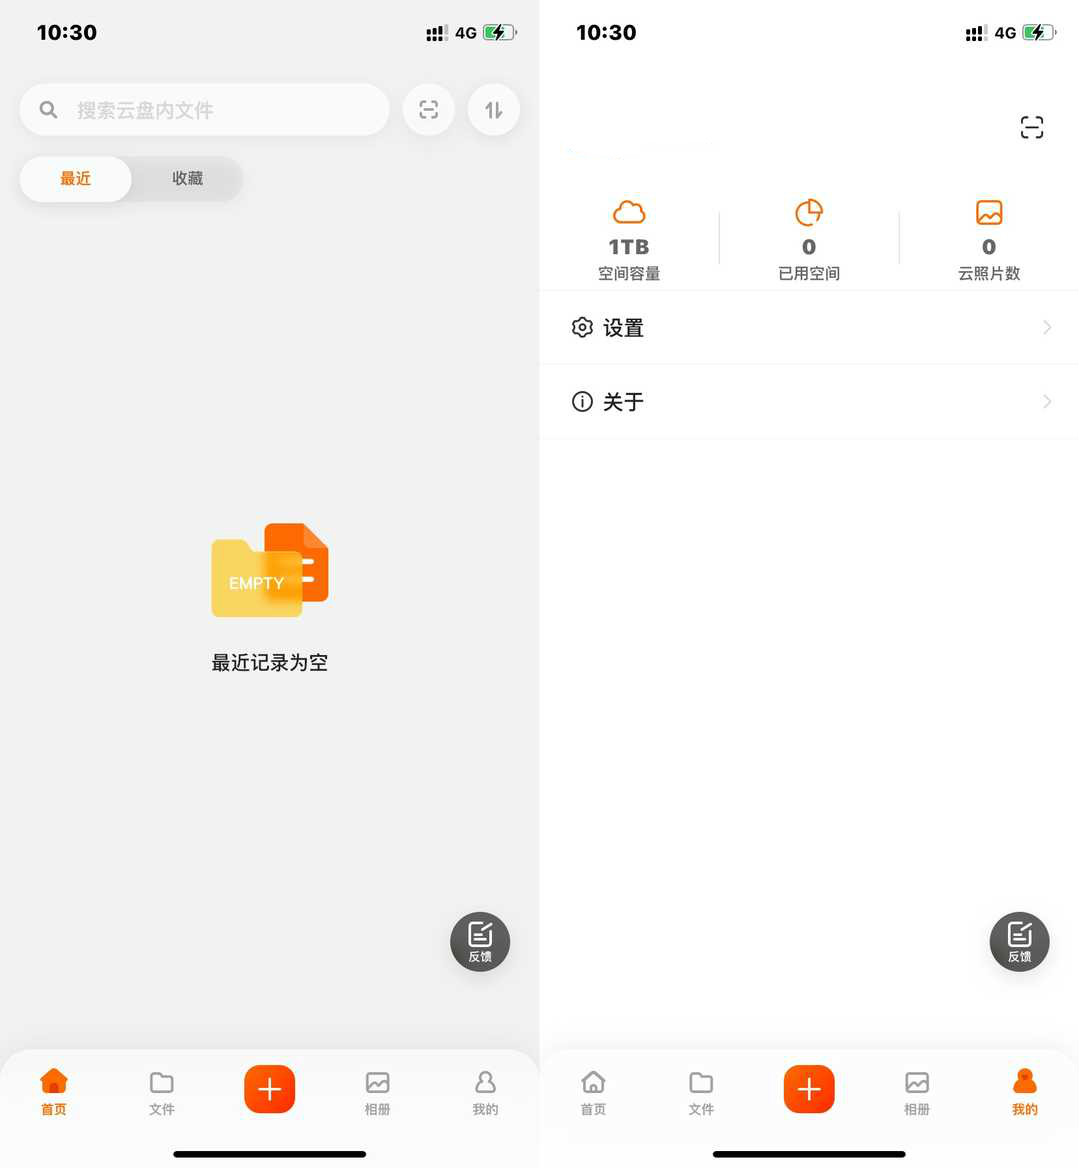 10:30
4G
搜索云盘内文件
最近
收藏
EMPTY
最近记录为空
反馈
首页
文件
相册
我的
10:30
4G
1TB
空间容量
0
已用空间
0
云照片数
设置
关于
反馈
首页
文件
相册
我的